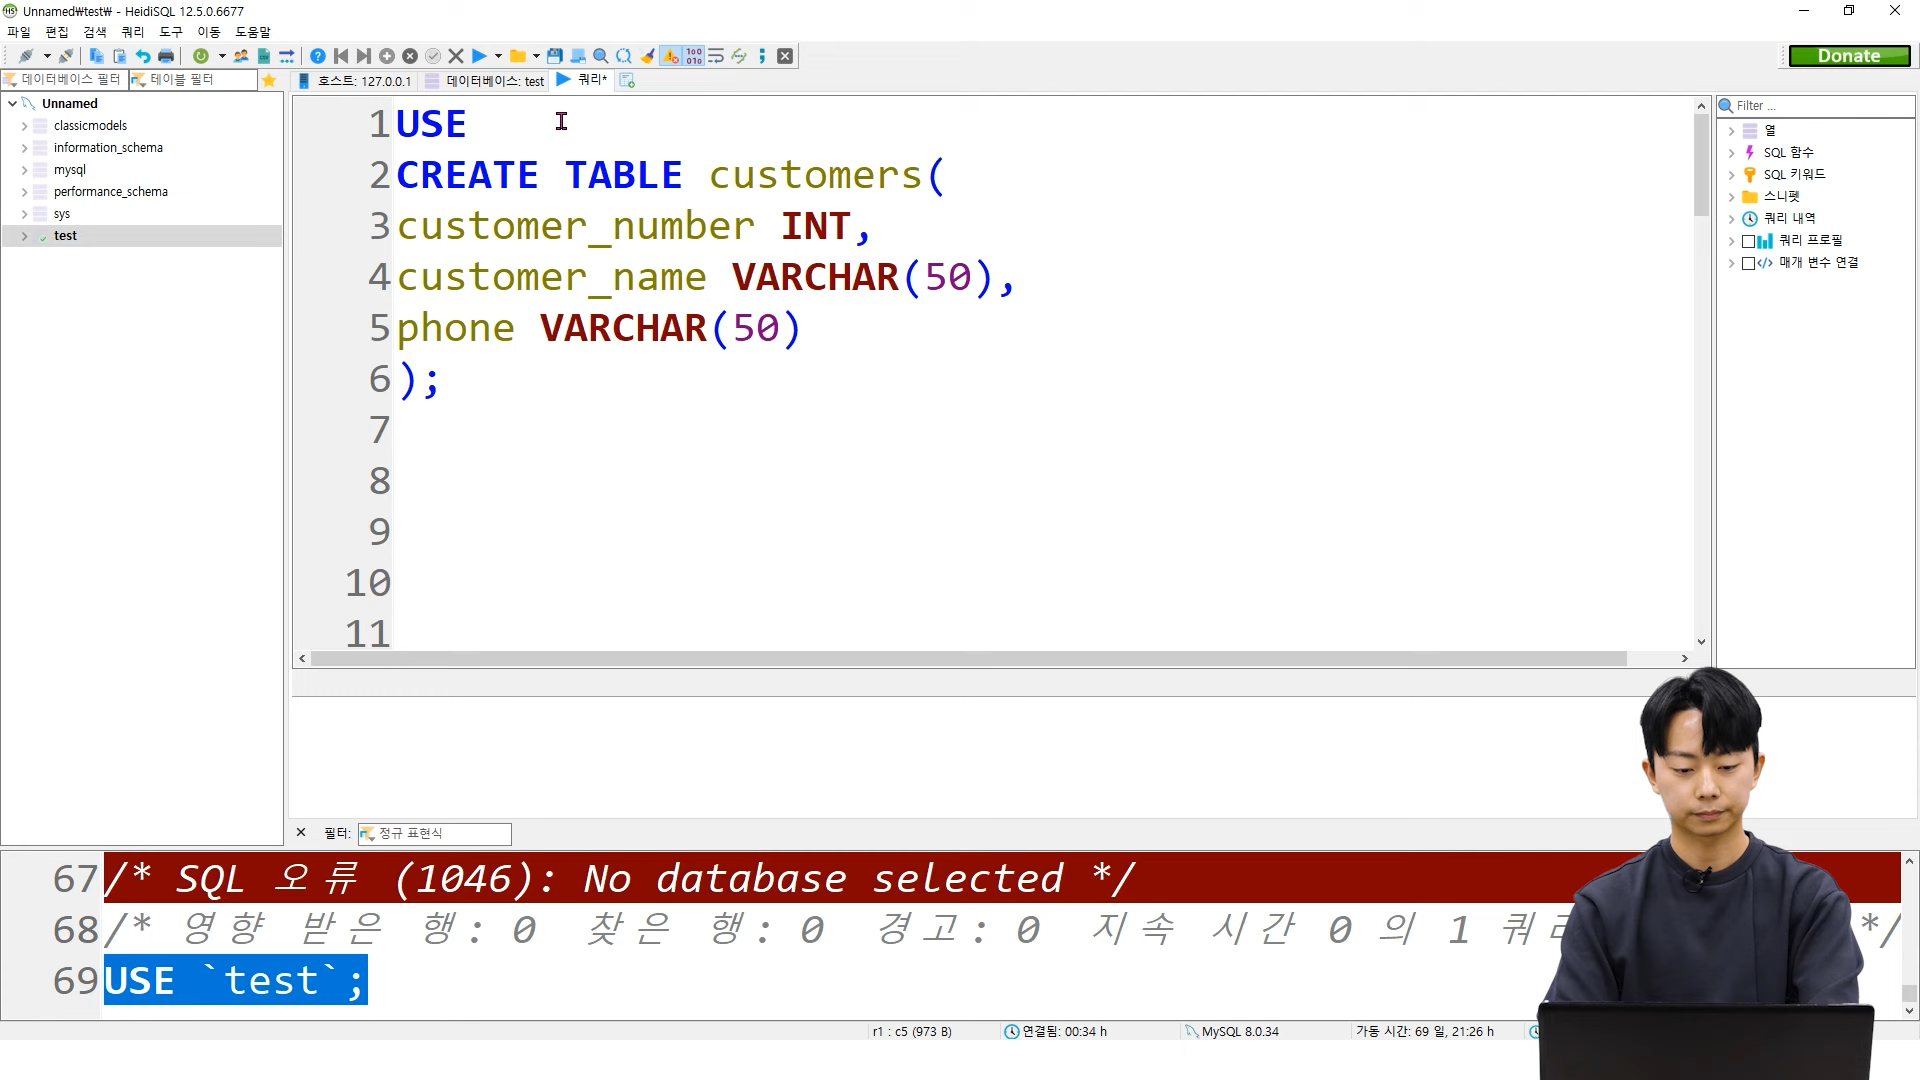 Unnamed₩test₩ - HeidiSQL 12.5.0.6677
파일 편집 검색 쿼리 도구 이동 도움말
Donate
데이터베이스 필터 테이블 필터 호스트: 127.0.0.1 데이터베이스: test 쿼리*
Unnamed
classicmodels
information_schema
mysql
performance_schema
sys
test
1 USE
2 CREATE TABLE customers(
3 customer_number INT,
4 customer_name VARCHAR(50),
5 phone VARCHAR(50)
6 );
7
8
9
10
11
Filter ...
열
SQL 함수
SQL 키워드
스니펫
쿼리 내역
쿼리 프로필
매개 변수 연결
필터: 정규 표현식
67 /* SQL 오류 (1046): No database selected */
68 /* 영향 받은 행: 0 찾은 행: 0 경고: 0 지속 시간 0 의 1 */
69 USE `test`;
r1 : c5 (973 B) 연결됨: 00:34 h MySQL 8.0.34 가동 시간: 69 일, 21:26 h